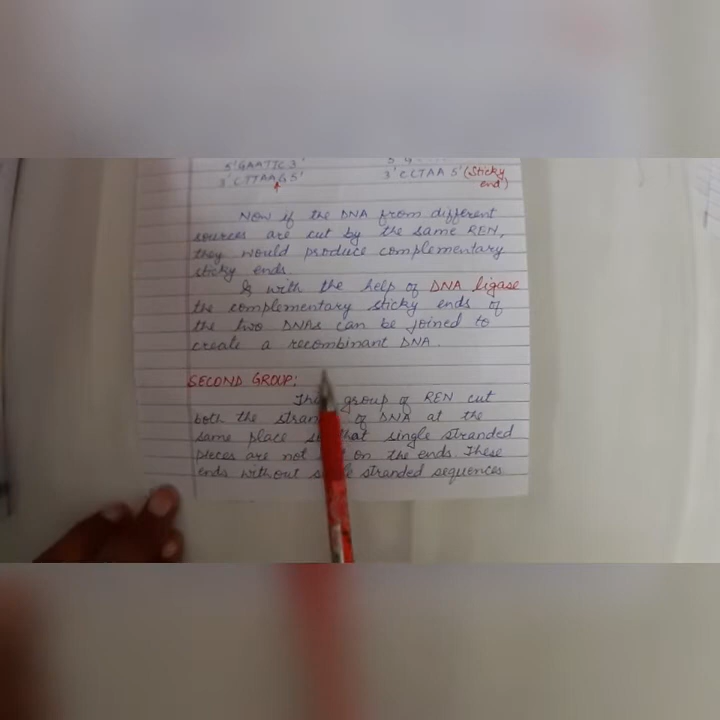 5' GAATTC 3'
3' CTTAAG 5' 3' CCTAA 5' (Sticky
end)
Now if the DNA from different
sources are cut by the same REN,
they would produce complementary
sticky ends.
& with the help of DNA ligase
the complementary sticky ends of
the two DNAs can be joined to
create a recombinant DNA.
SECOND GROUP:
group of REN cut
both the of DNA at the
same place that single stranded
pieces are not on the ends These
ends without stranded sequences